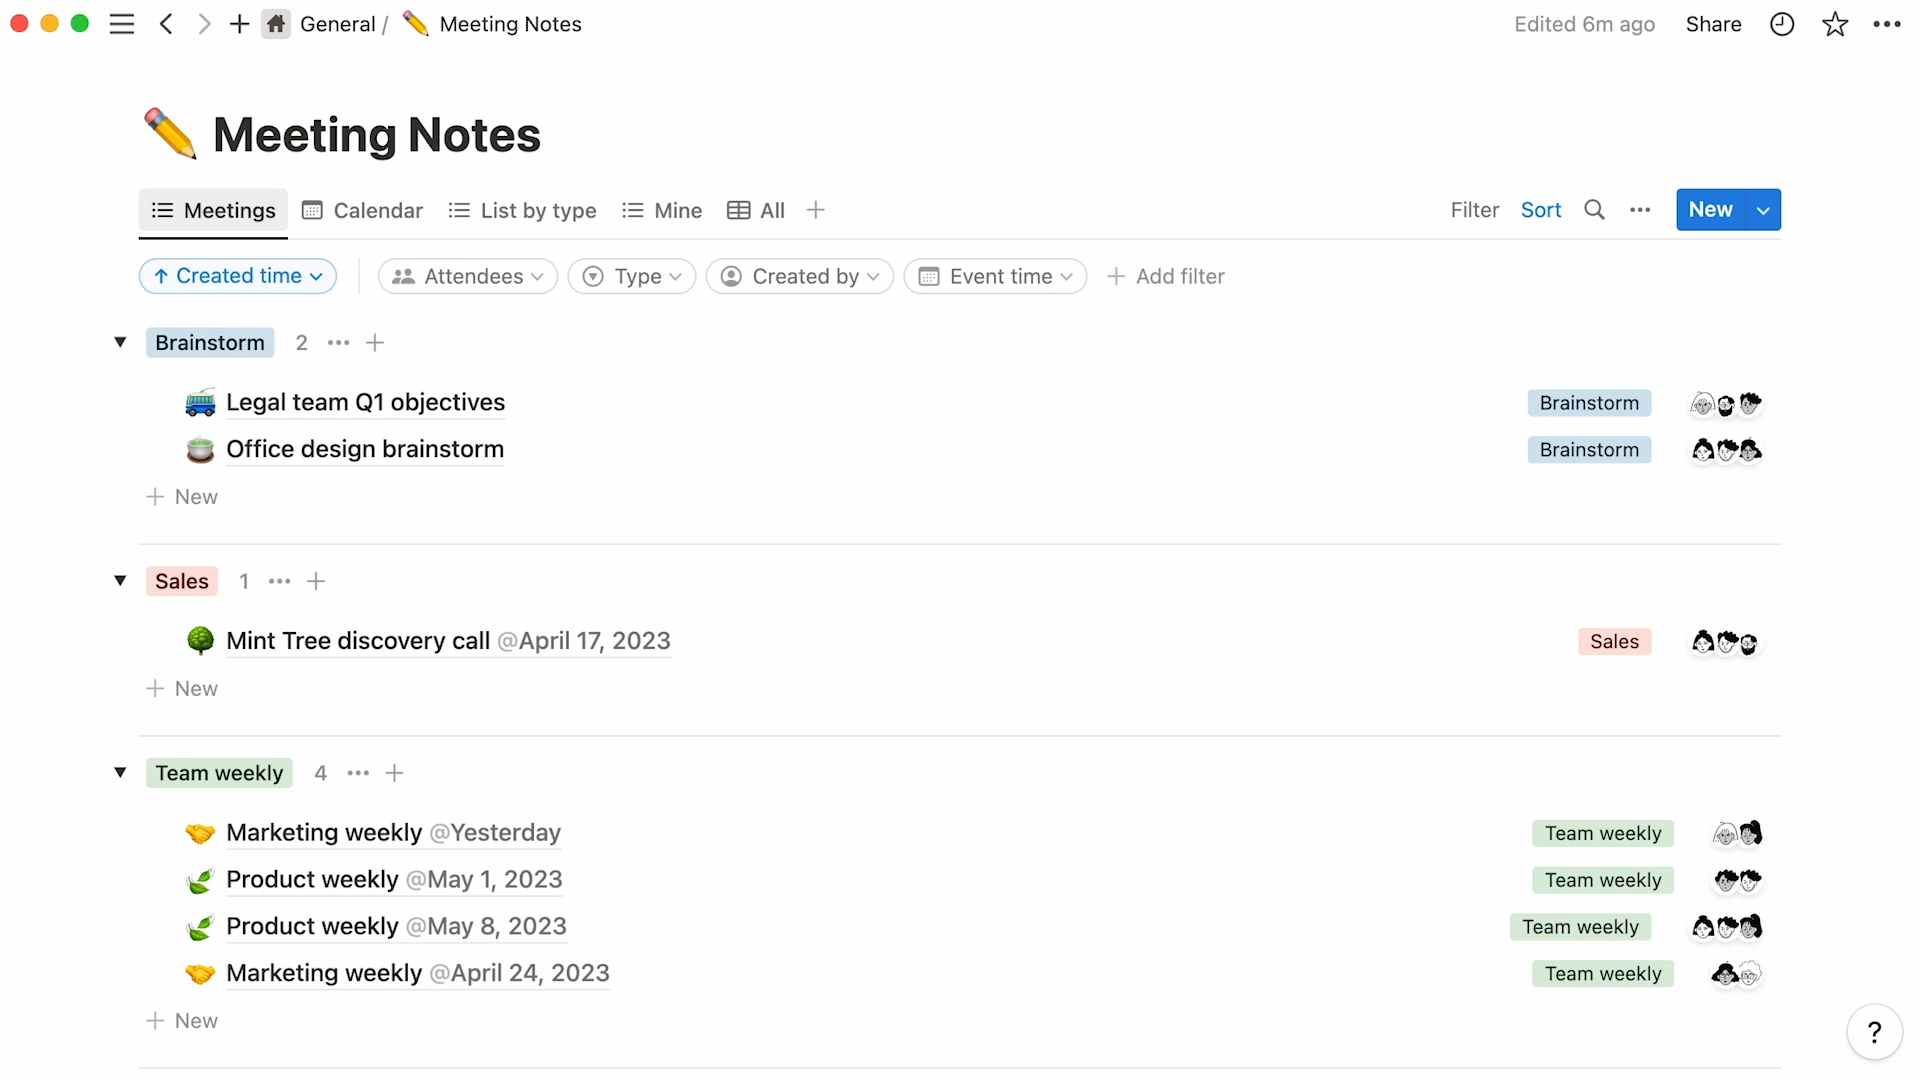 General / Meeting Notes
Edited 6m ago Share
Meeting Notes
Meetings Calendar List by type Mine All
Filter Sort New
Created time Attendees Type Created by Event time Add filter
Brainstorm 2
Legal team Q1 objectives Brainstorm
Office design brainstorm Brainstorm
New
Sales 1
Mint Tree discovery call @April 17, 2023 Sales
New
Team weekly 4
Marketing weekly @Yesterday Team weekly
Product weekly @May 1, 2023 Team weekly
Product weekly @May 8, 2023 Team weekly
Marketing weekly @April 24, 2023 Team weekly
New
?